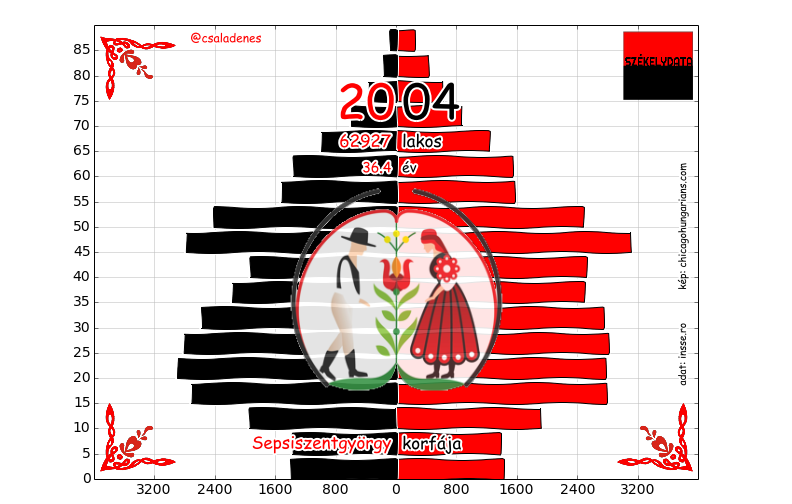 @csaladenes
SZÉKELYDATA
2004
62927 lakos
36.4 év
kép: chicagohungarians.com
adat: insse.ro
Sepsiszentgyörgy korfája
85
80
75
70
65
60
55
50
45
40
35
30
25
20
15
10
5
0
3200 2400 1600 800 0 800 1600 2400 3200